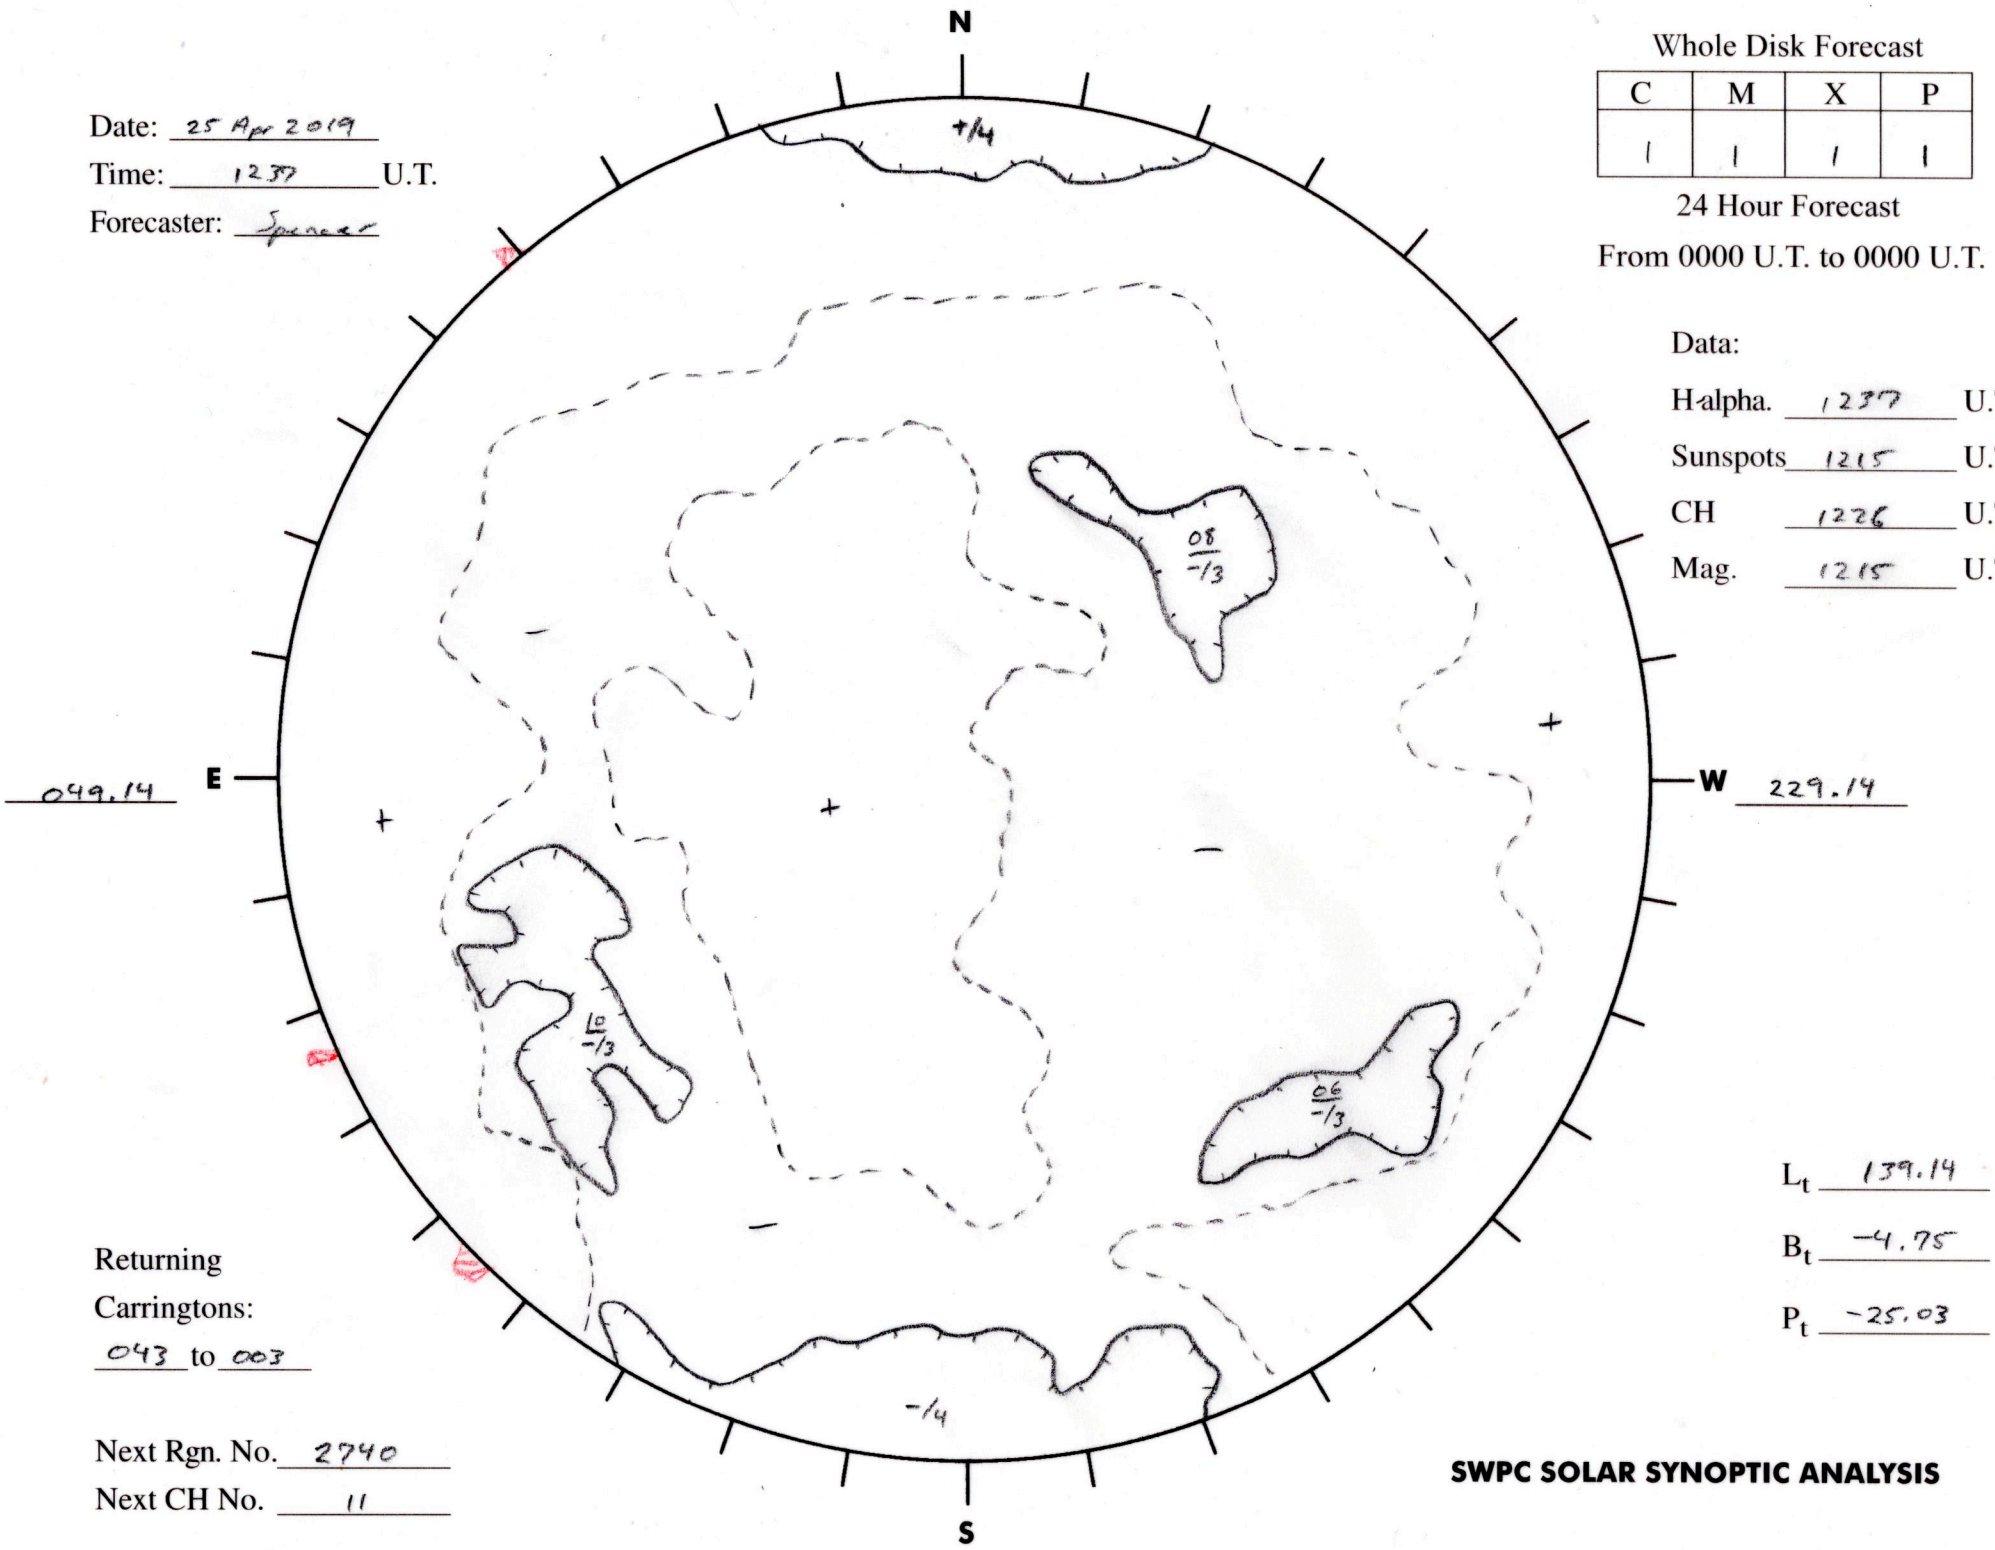 N
Whole Disk Forecast
C M X P
1 1 1 1
24 Hour Forecast
From 0000 U.T. to 0000 U.T.
Date: 25 Apr 2019
Time: 1237 U.T.
Forecaster: Spencer
+/4
Data:
H-alpha. 1237 U.
Sunspots 1215 U.
CH 1226 U.
Mag. 1215 U.
08
-/3
-
+
049.14 E
W 229.14
+
+
-
10
-/3
06
-/3
-
Lt 139.14
Bt -4.75
Pt -25.03
Returning
Carringtons:
043 to 003
-/4
Next Rgn. No. 2740
Next CH No. 11
SWPC SOLAR SYNOPTIC ANALYSIS
S